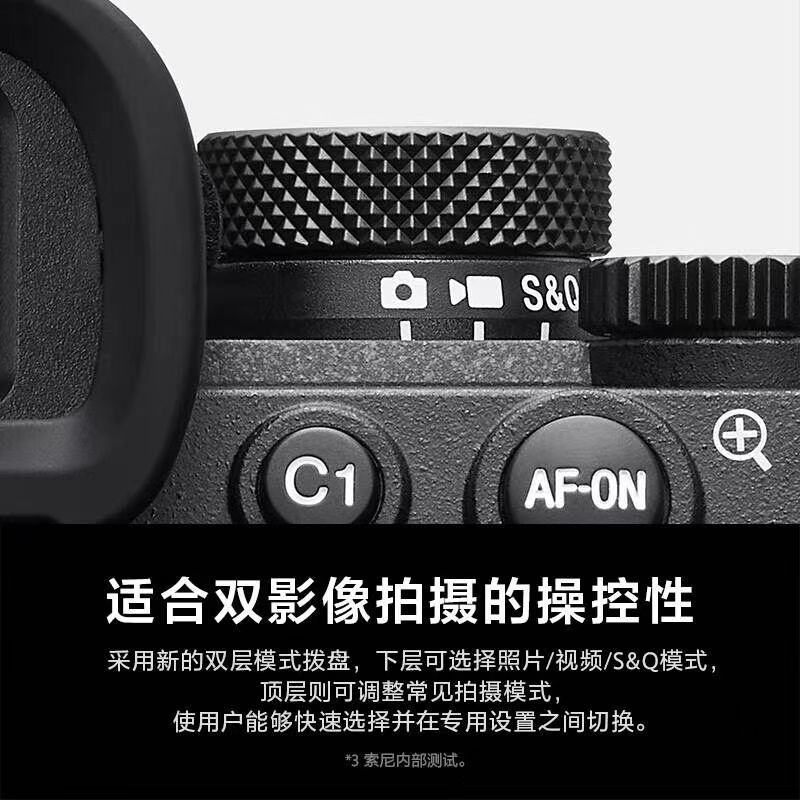 S&Q
C1
AF-ON
适合双影像拍摄的操控性
采用新的双层模式拨盘，下层可选择照片/视频/S&Q模式，
顶层则可调整常见拍摄模式，
使用户能够快速选择并在专用设置之间切换。
*3 索尼内部测试。